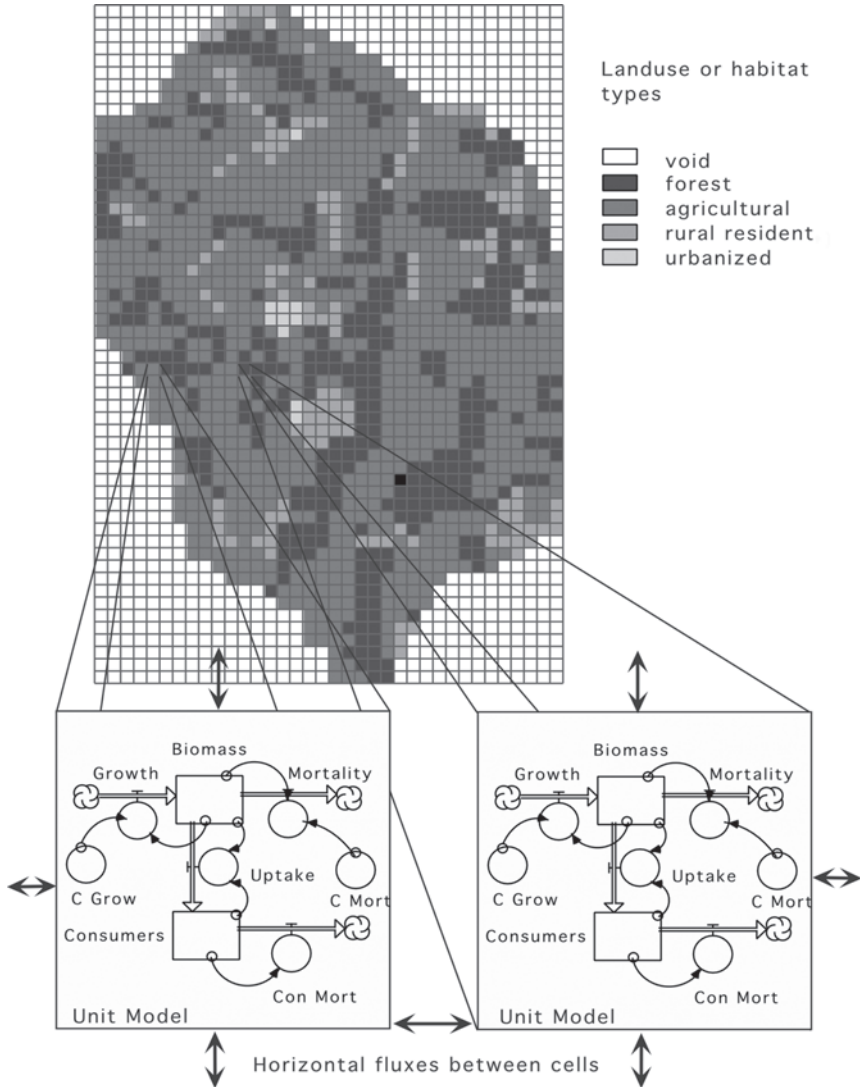 Landuse or habitat
types
void
forest
agricultural
rural resident
urbanized
Biomass
Growth
Mortality
Uptake
C Grow
C Mort
Consumers
Con Mort
Unit Model
Biomass
Growth
Mortality
Uptake
C Grow
C Mort
Consumers
Con Mort
Unit Model
Horizontal fluxes between cells